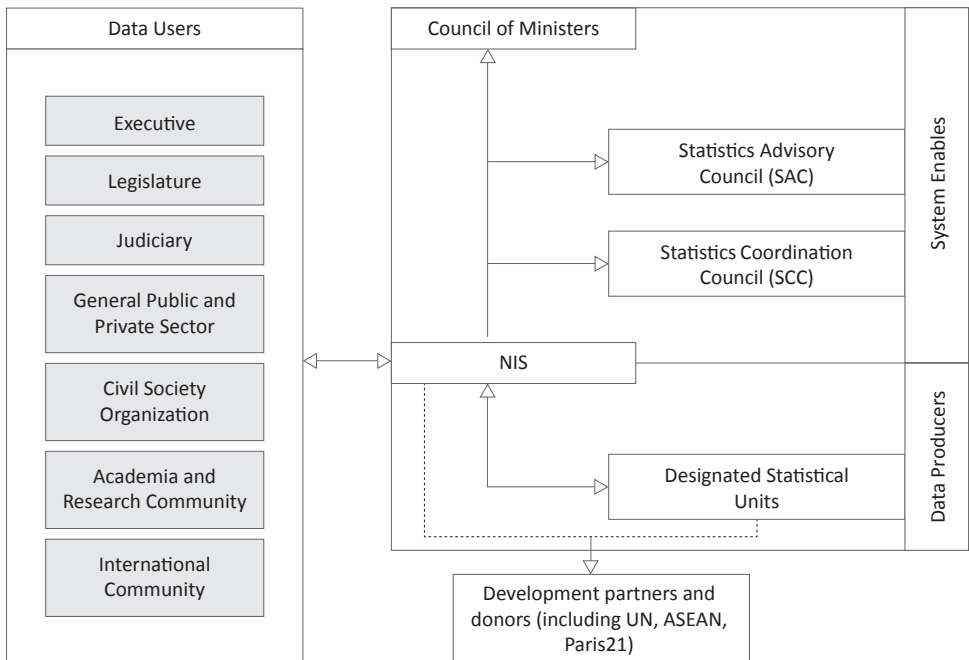 Data Users
Executive
Legislature
Judiciary
General Public and
Private Sector
Civil Society
Organization
Academia and
Research Community
International
Community
Council of Ministers
Statistics Advisory
Council (SAC)
Statistics Coordination
Council (SCC)
NIS
Designated Statistical
Units
System Enables
Data Producers
Development partners and
donors (including UN, ASEAN,
Paris21)